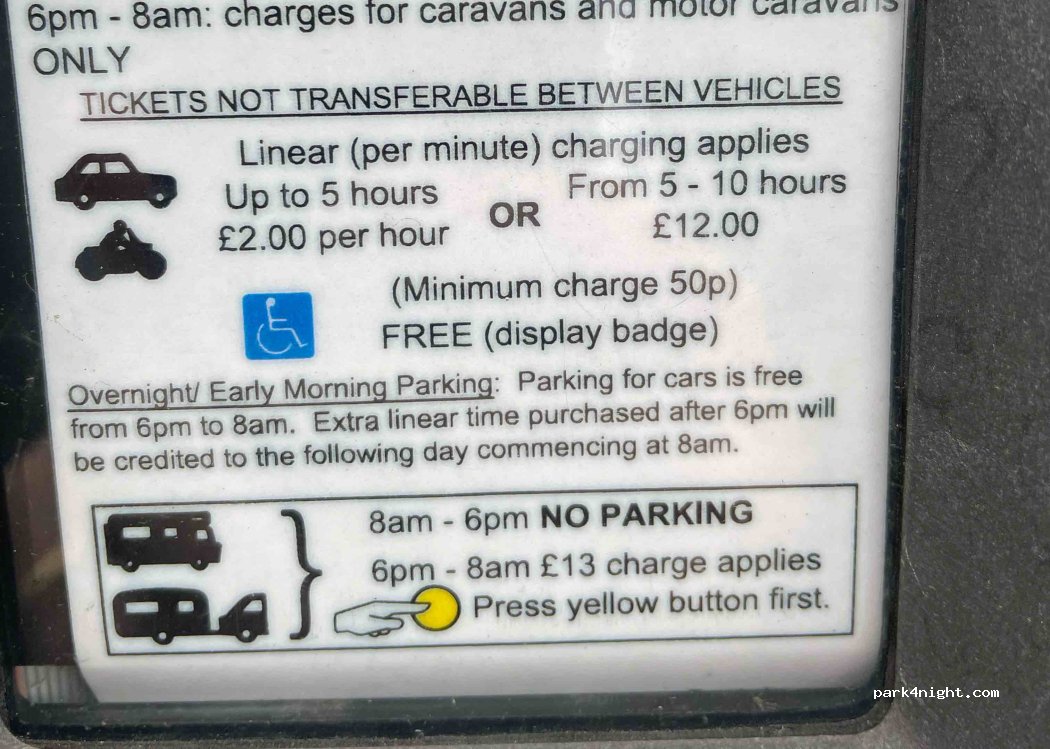 6pm - 8am: charges for caravans and motor caravans
ONLY
TICKETS NOT TRANSFERABLE BETWEEN VEHICLES
Linear (per minute) charging applies
Up to 5 hours
£2.00 per hour
OR
From 5 - 10 hours
£12.00
(Minimum charge 50p)
FREE (display badge)
Overnight/ Early Morning Parking: Parking for cars is free
from 6pm to 8am. Extra linear time purchased after 6pm will
be credited to the following day commencing at 8am.
8am - 6pm NO PARKING
6pm - 8am £13 charge applies
Press yellow button first.
park4night.com